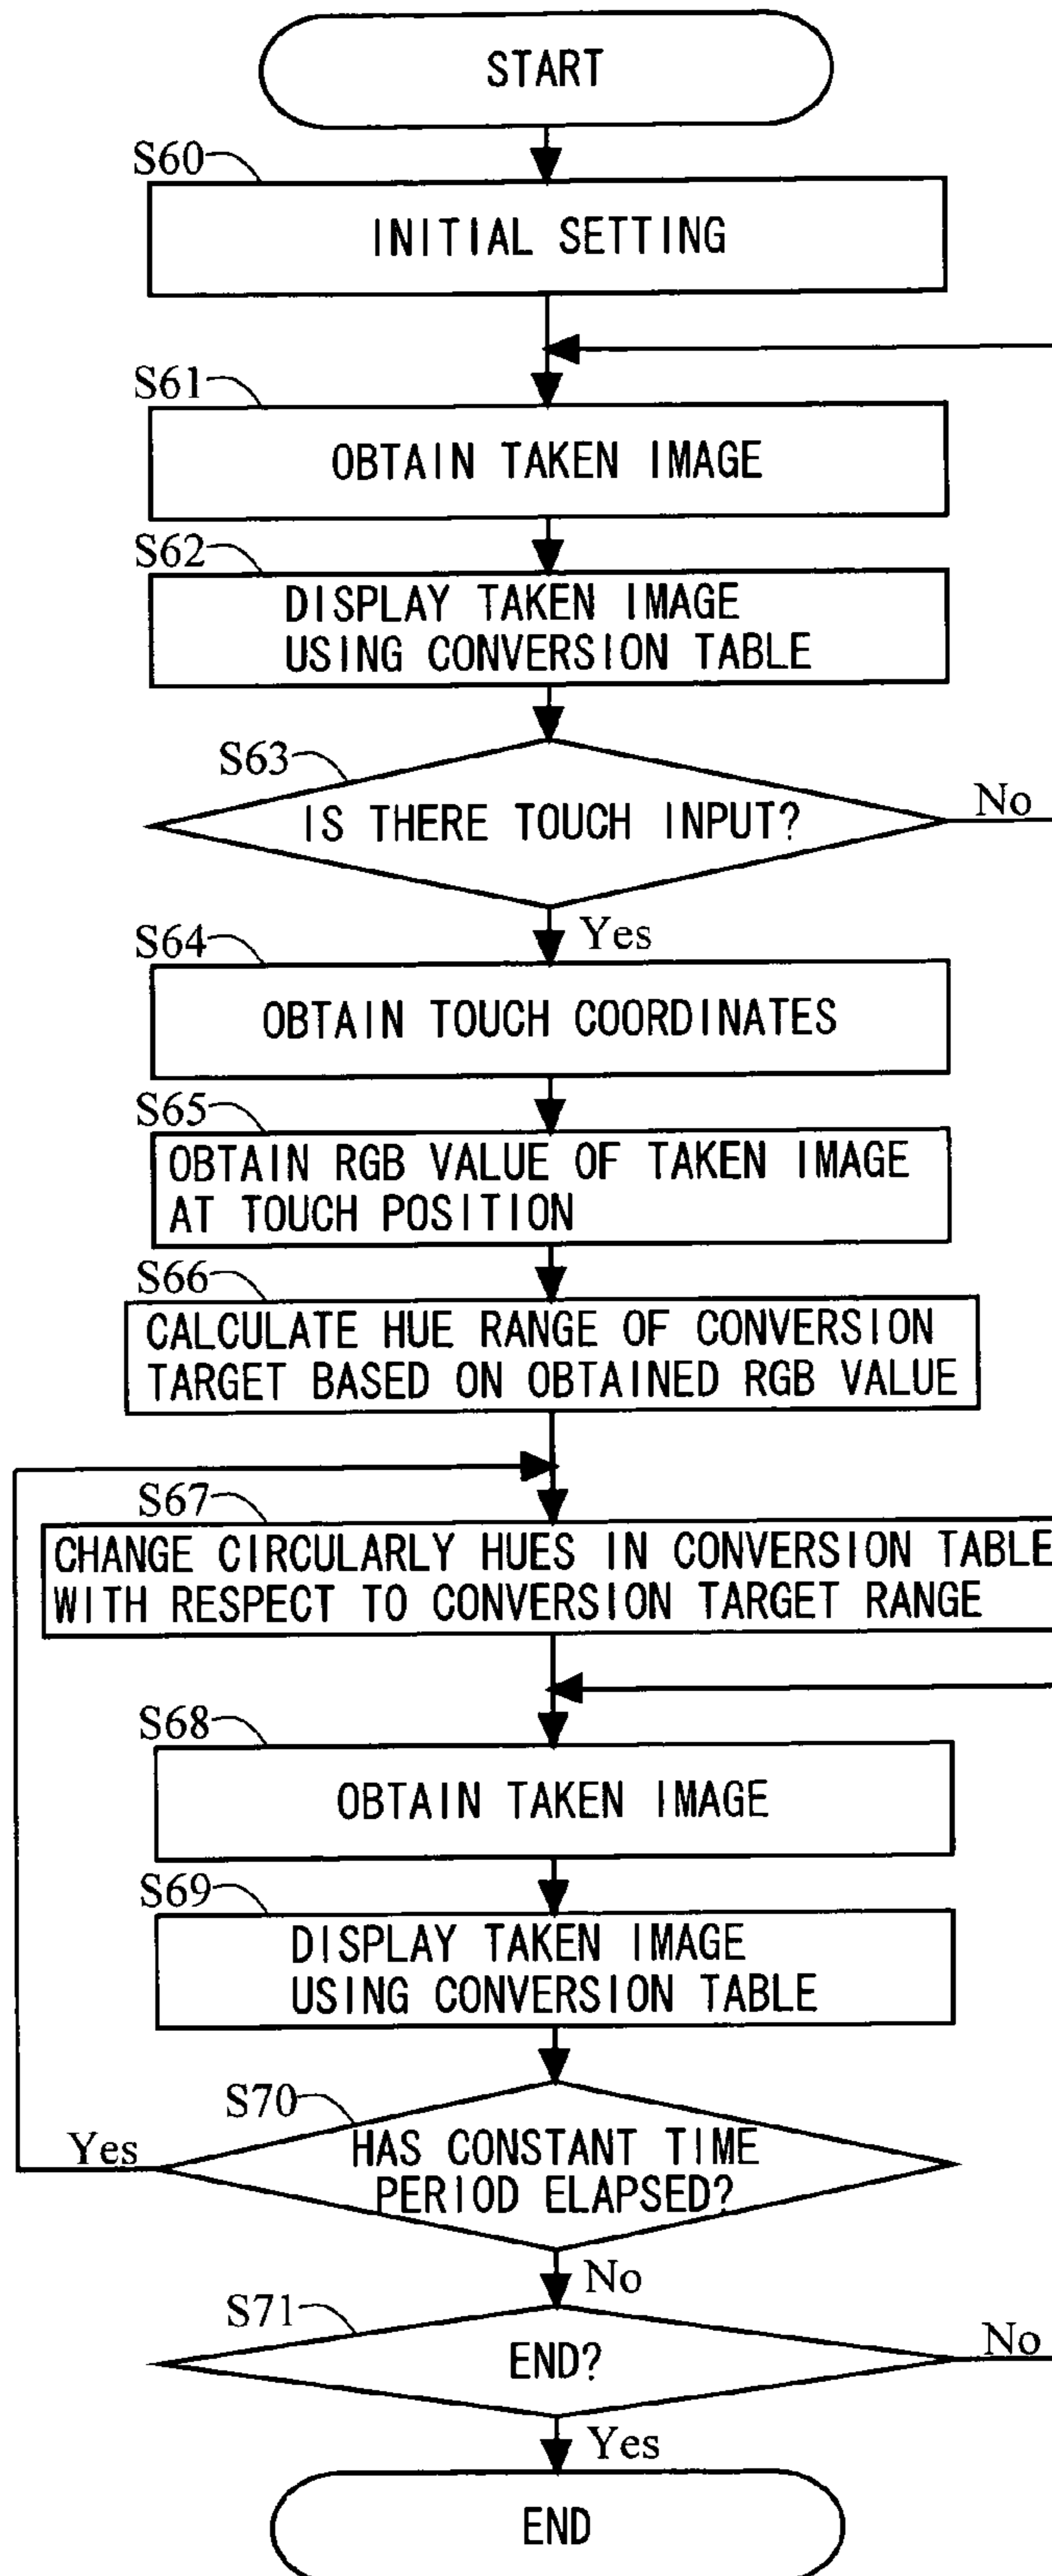 START
S60
INITIAL SETTING
S61
OBTAIN TAKEN IMAGE
S62
DISPLAY TAKEN IMAGE
USING CONVERSION TABLE
S63
IS THERE TOUCH INPUT?
No
Yes
S64
OBTAIN TOUCH COORDINATES
S65
OBTAIN RGB VALUE OF TAKEN IMAGE
AT TOUCH POSITION
S66
CALCULATE HUE RANGE OF CONVERSION
TARGET BASED ON OBTAINED RGB VALUE
S67
CHANGE CIRCULARLY HUES IN CONVERSION TABLE
WITH RESPECT TO CONVERSION TARGET RANGE
S68
OBTAIN TAKEN IMAGE
S69
DISPLAY TAKEN IMAGE
USING CONVERSION TABLE
S70
Yes
HAS CONSTANT TIME
PERIOD ELAPSED?
No
S71
END?
No
Yes
END